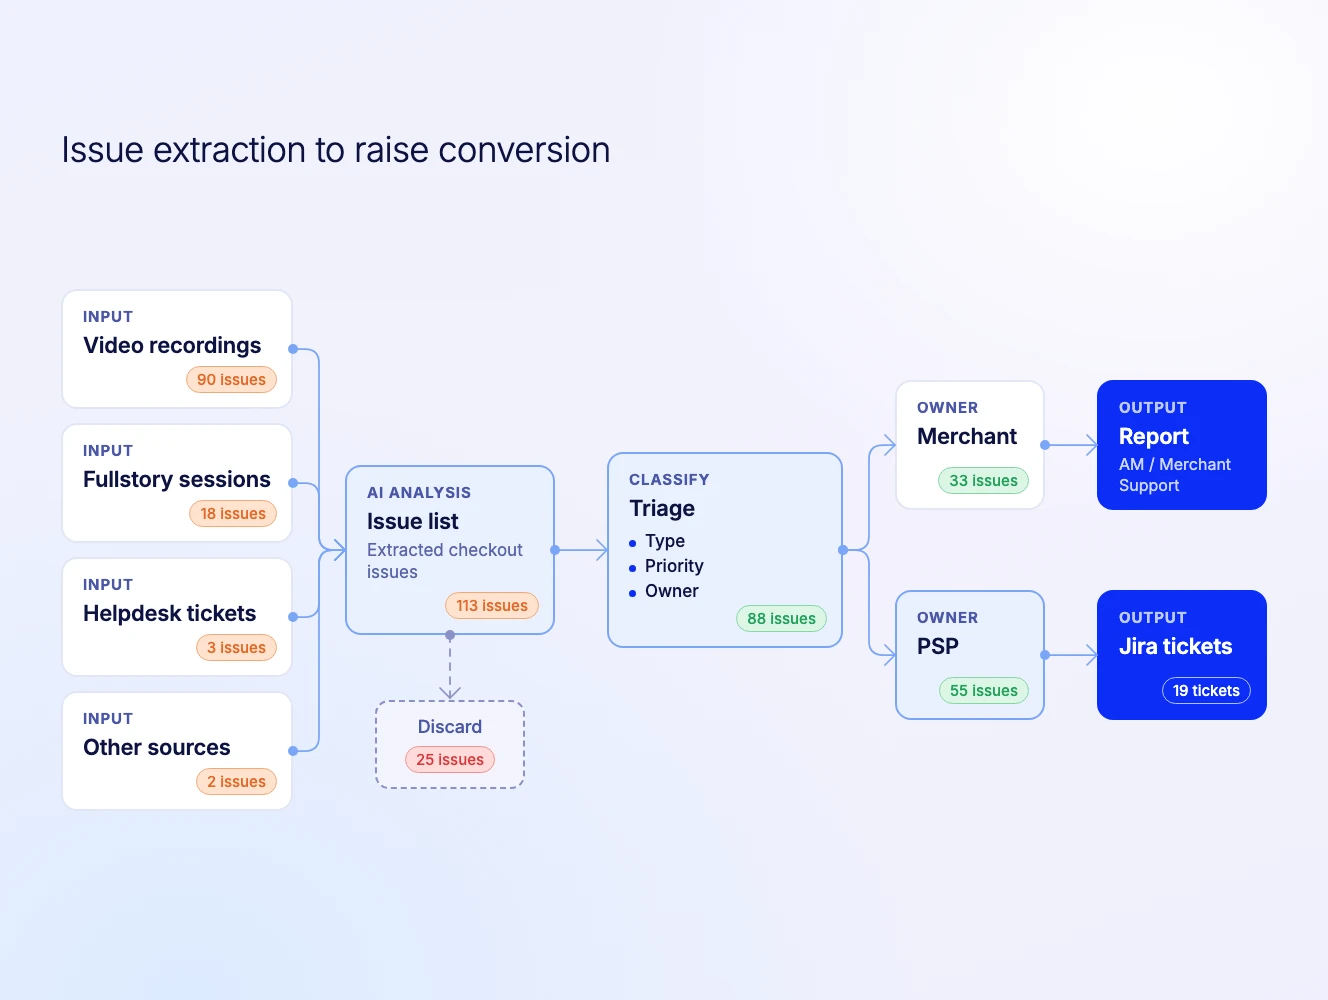 Issue extraction to raise conversion
INPUT
Video recordings
90 issues
INPUT
Fullstory sessions
18 issues
INPUT
Helpdesk tickets
3 issues
INPUT
Other sources
2 issues
AI ANALYSIS
Issue list
Extracted checkout
issues
113 issues
Discard
25 issues
CLASSIFY
Triage
Type
Priority
Owner
88 issues
OWNER
Merchant
33 issues
OUTPUT
Report
AM / Merchant
Support
OWNER
PSP
55 issues
OUTPUT
Jira tickets
19 tickets